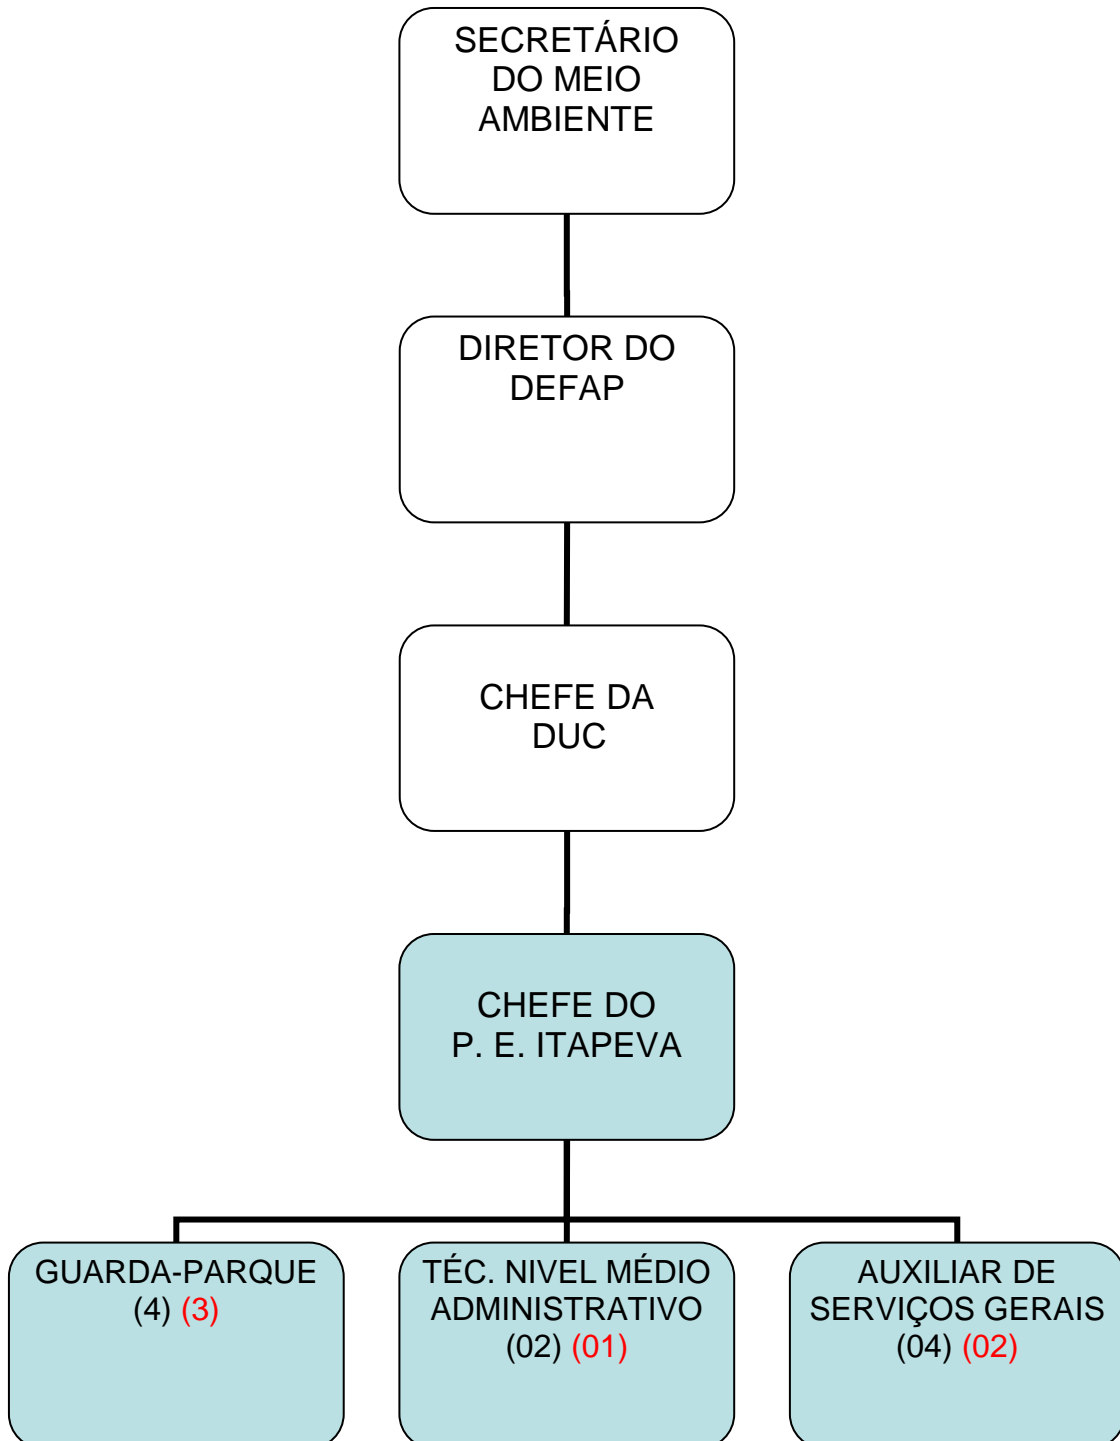 SECRETÁRIO
DO MEIO
AMBIENTE
DIRETOR DO
DEFAP
CHEFE DA
DUC
CHEFE DO
P. E. ITAPEVA
GUARDA-PARQUE
(4) (3)
TÉC. NIVEL MÉDIO
ADMINISTRATIVO
(02) (01)
AUXILIAR DE
SERVIÇOS GERAIS
(04) (02)